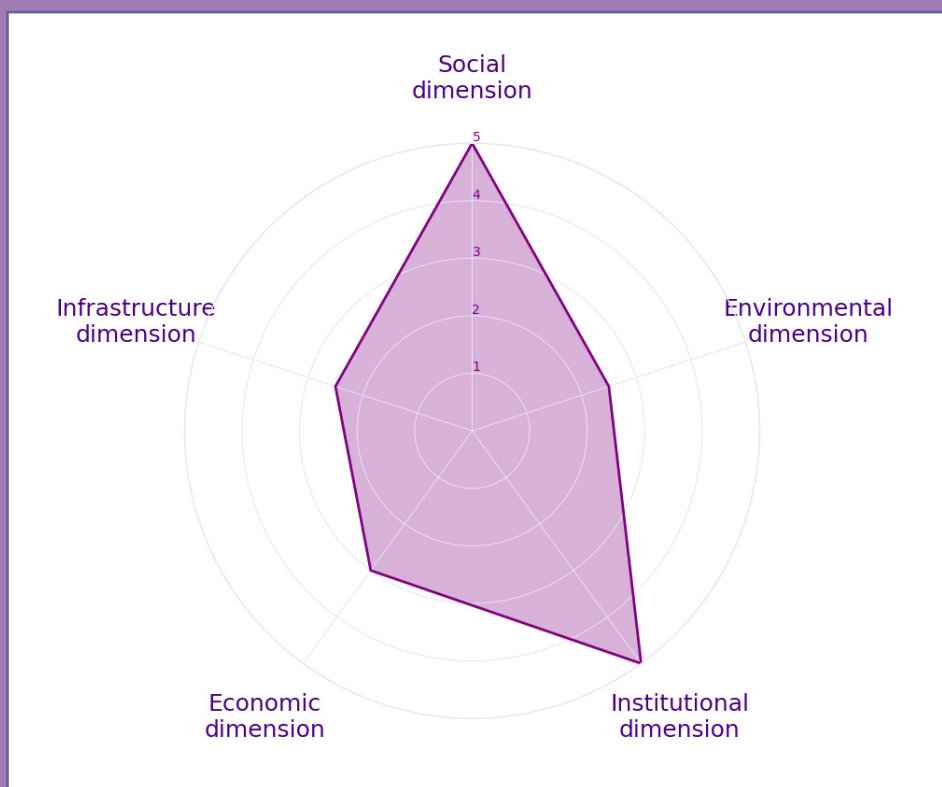 Social
dimension
5
4
3
2
1
Infrastructure
dimension
Environmental
dimension
Economic
dimension
Institutional
dimension